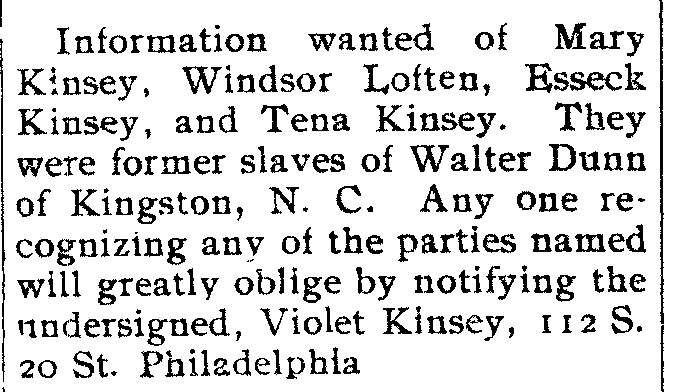 Information wanted of Mary
Kinsey, Windsor Loften, Esseck
Kinsey, and Tena Kinsey. They
were former slaves of Walter Dunn
of Kingston, N. C. Any one re-
cognizing any of the parties named
will greatly oblige by notifying the
undersigned, Violet Kinsey, 112 S.
20 St. Philadelphia